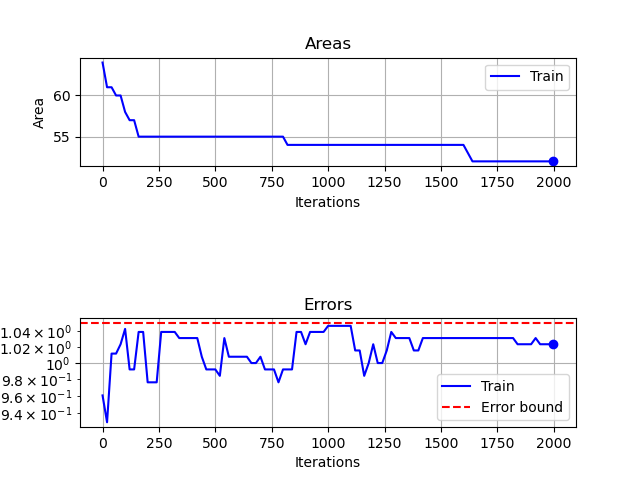 Areas
Area
60
55
Train
0 250 500 750 1000 1250 1500 1750 2000
Iterations
Errors
1.04 × 10⁰
1.02 × 10⁰
10⁰
9.8 × 10⁻¹
9.6 × 10⁻¹
9.4 × 10⁻¹
Train
Error bound
0 250 500 750 1000 1250 1500 1750 2000
Iterations